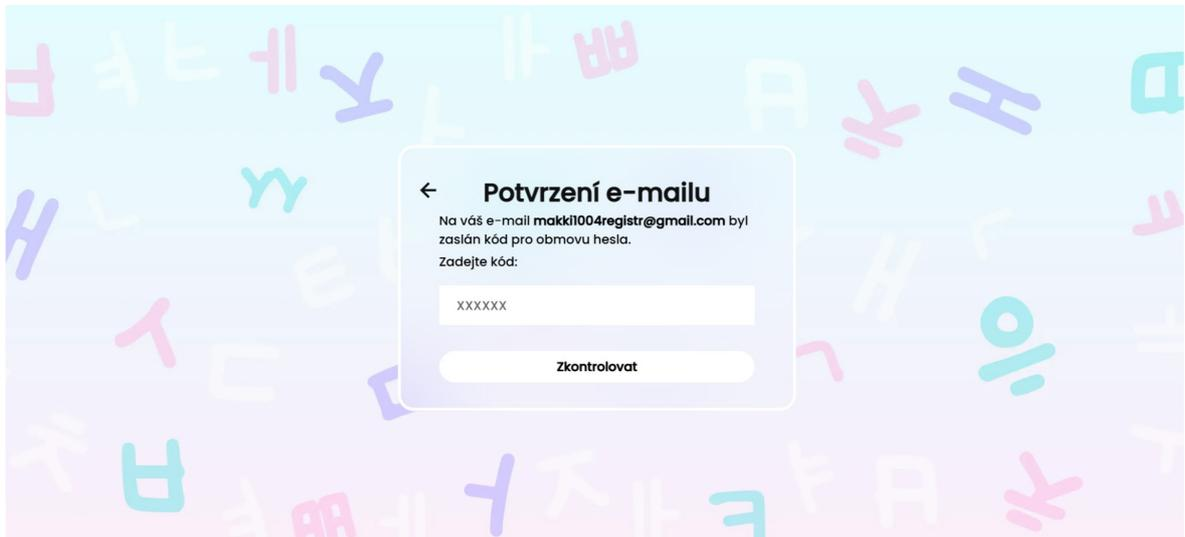 Potvrzení e-mailu
Na váš e-mail makki1004registr@gmail.com byl
zaslán kód pro obmovu hesla.
Zadejte kód:
XXXXXX
Zkontrolovat